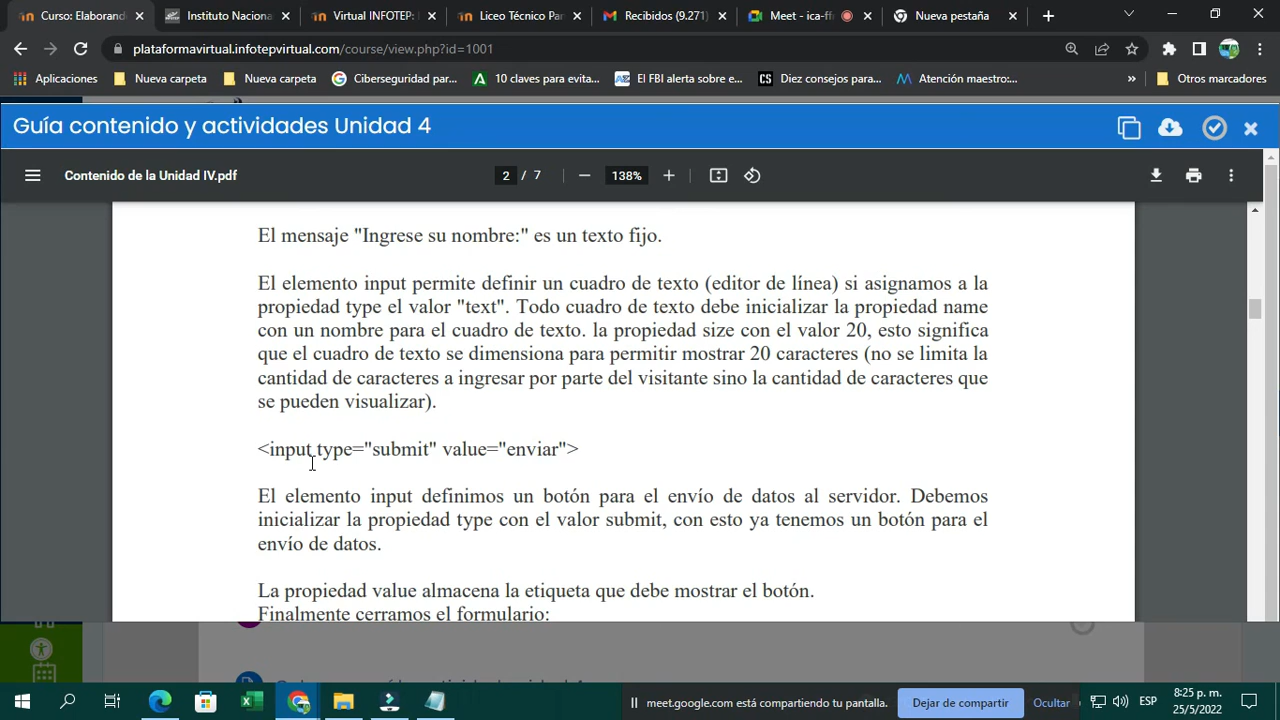 Curso: Elaborando
Instituto Naciona
Virtual INFOTEP:
Liceo Técnico Par
Recibidos (9.271)
Meet - ica-ff
Nueva pestaña
plataformavirtual.infotepvirtual.com/course/view.php?id=1001
Aplicaciones
Nueva carpeta
Nueva carpeta
Ciberseguridad par...
10 claves para evita...
El FBI alerta sobre e...
Diez consejos para...
Atención maestro:...
»
Otros marcadores
Guía contenido y actividades Unidad 4
Contenido de la Unidad IV.pdf
2 / 7
138%
El mensaje "Ingrese su nombre:" es un texto fijo.
El elemento input permite definir un cuadro de texto (editor de línea) si asignamos a la
propiedad type el valor "text". Todo cuadro de texto debe inicializar la propiedad name
con un nombre para el cuadro de texto. la propiedad size con el valor 20, esto significa
que el cuadro de texto se dimensiona para permitir mostrar 20 caracteres (no se limita la
cantidad de caracteres a ingresar por parte del visitante sino la cantidad de caracteres que
se pueden visualizar).
<input type="submit" value="enviar">
El elemento input definimos un botón para el envío de datos al servidor. Debemos
inicializar la propiedad type con el valor submit, con esto ya tenemos un botón para el
envío de datos.
La propiedad value almacena la etiqueta que debe mostrar el botón.
Finalmente cerramos el formulario:
meet.google.com está compartiendo tu pantalla.
Dejar de compartir
Ocultar
ESP
8:25 p. m.
25/5/2022